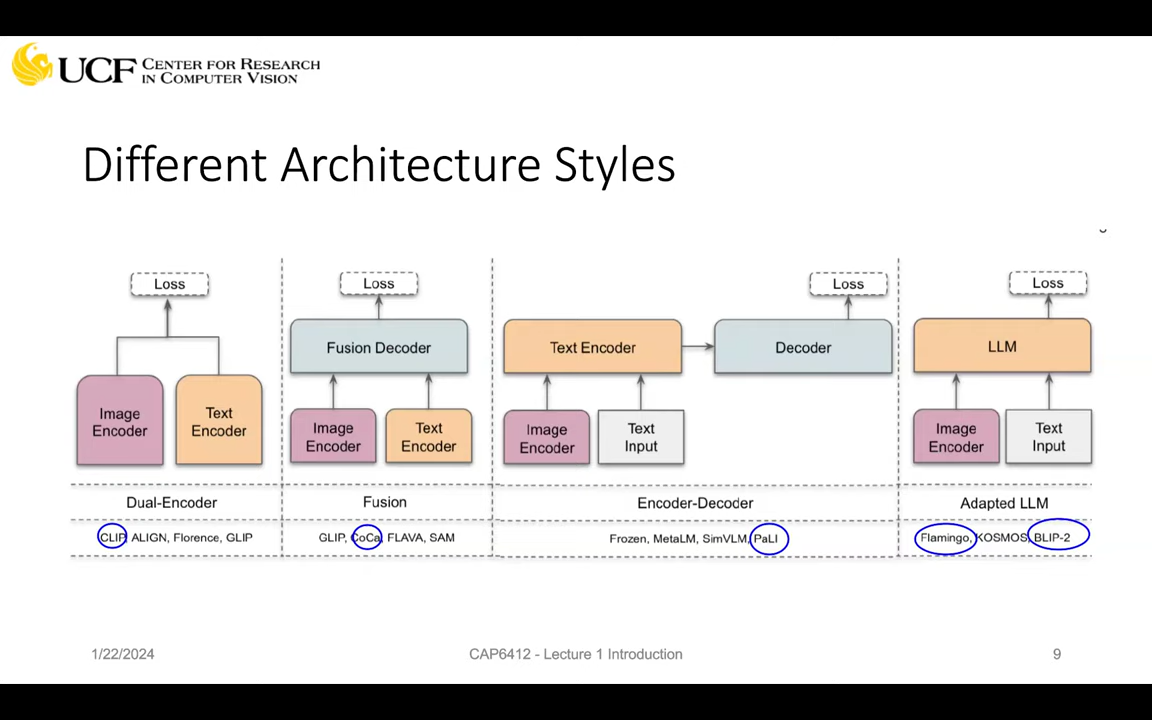 UCF CENTER FOR RESEARCH
IN COMPUTER VISION
Different Architecture Styles
Loss
Image
Encoder
Text
Encoder
Dual-Encoder
CLIP, ALIGN, Florence, GLIP
Loss
Fusion Decoder
Image
Encoder
Text
Encoder
Fusion
GLIP, CoCa, FLAVA, SAM
Loss
Text Encoder
Decoder
Image
Encoder
Text
Input
Encoder-Decoder
Frozen, MetaLM, SimVLM, PaLI
Loss
LLM
Image
Encoder
Text
Input
Adapted LLM
Flamingo, KOSMOS, BLIP-2
1/22/2024
CAP6412 - Lecture 1 Introduction
9